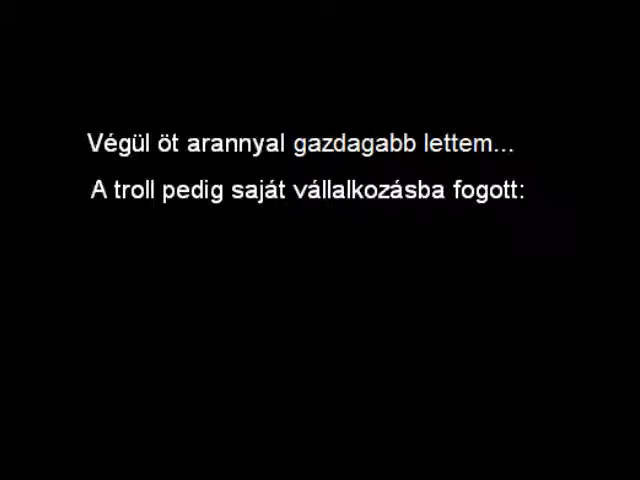 Végül öt arannyal gazdagabb lettem...
A troll pedig saját vállalkozásba fogott: